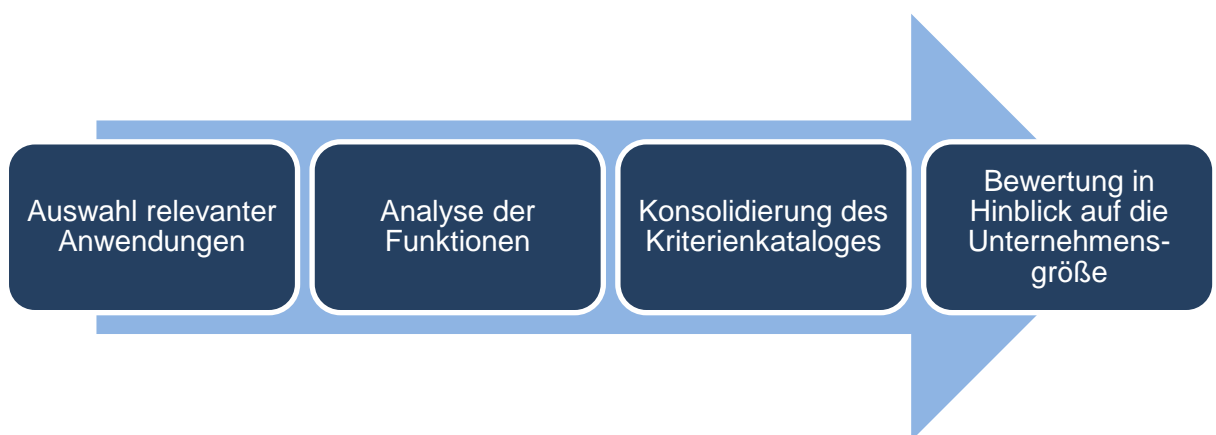 Auswahl relevanter
Anwendungen
Analyse der
Funktionen
Konsolidierung des
Kriterienkataloges
Bewertung in
Hinblick auf die
Unternehmens-
größe